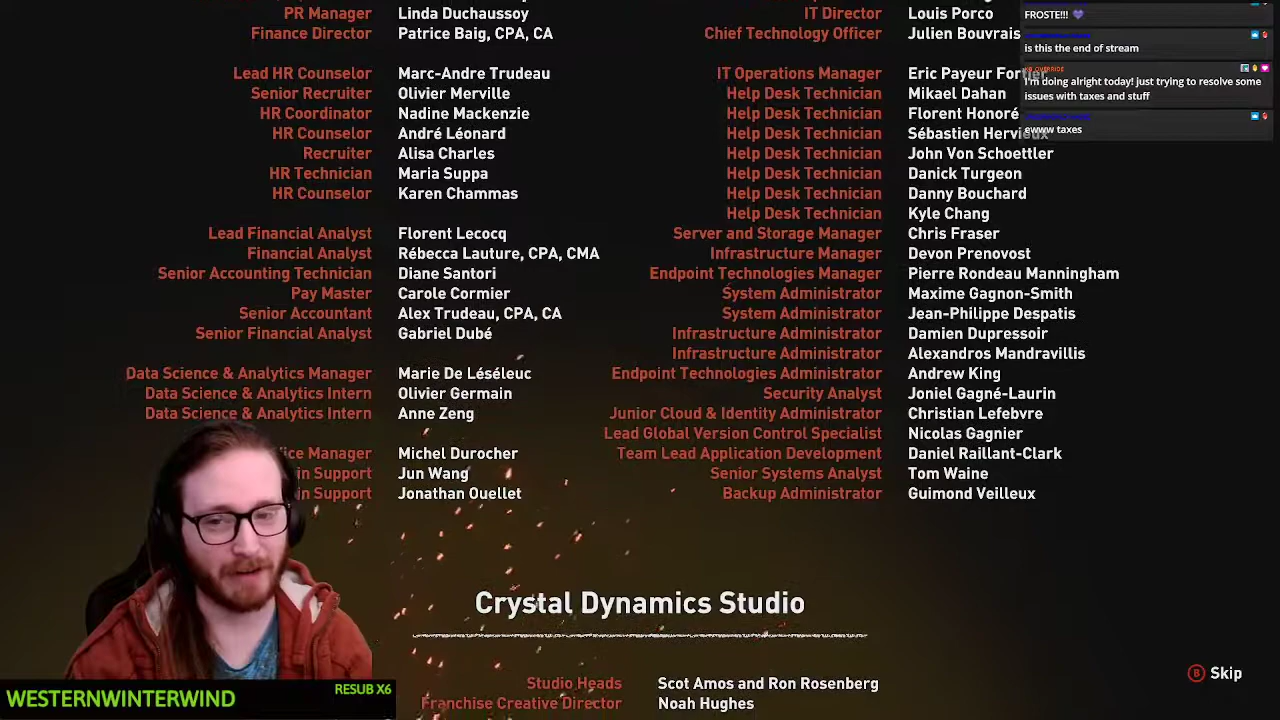 PR Manager Linda Duchaussoy
Finance Director Patrice Baig, CPA, CA
Lead HR Counselor Marc-Andre Trudeau
Senior Recruiter Olivier Merville
HR Coordinator Nadine Mackenzie
HR Counselor André Léonard
Recruiter Alisa Charles
HR Technician Maria Suppa
HR Counselor Karen Chammas
Lead Financial Analyst Florent Lecocq
Financial Analyst Rébecca Lauture, CPA, CMA
Senior Accounting Technician Diane Santori
Pay Master Carole Cormier
Senior Accountant Alex Trudeau, CPA, CA
Senior Financial Analyst Gabriel Dubé
Data Science & Analytics Manager Marie De Léséleuc
Data Science & Analytics Intern Olivier Germain
Data Science & Analytics Intern Anne Zeng
Manager Michel Durocher
Support Jun Wang
Support Jonathan Ouellet
IT Director Louis Porco
Chief Technology Officer Julien Bouvrais
IT Operations Manager Eric Payeur Fortier
Help Desk Technician Mikael Dahan
Help Desk Technician Florent Honoré
Help Desk Technician Sébastien Hervieux
Help Desk Technician John Von Schoettler
Help Desk Technician Danick Turgeon
Help Desk Technician Danny Bouchard
Help Desk Technician Kyle Chang
Server and Storage Manager Chris Fraser
Infrastructure Manager Devon Prenovost
Endpoint Technologies Manager Pierre Rondeau Manningham
System Administrator Maxime Gagnon-Smith
System Administrator Jean-Philippe Despatis
Infrastructure Administrator Damien Dupressoir
Infrastructure Administrator Alexandros Mandravillis
Endpoint Technologies Administrator Andrew King
Security Analyst Joniel Gagné-Laurin
Junior Cloud & Identity Administrator Christian Lefebvre
Lead Global Version Control Specialist Nicolas Gagnier
Team Lead Application Development Daniel Raillant-Clark
Senior Systems Analyst Tom Waine
Backup Administrator Guimond Veilleux
FROSTE!!! 💜
is this the end of stream
I'm doing alright today! just trying to resolve some
issues with taxes and stuff
ewww taxes
Crystal Dynamics Studio
Studio Heads Scot Amos and Ron Rosenberg
Franchise Creative Director Noah Hughes
B Skip
WESTERNWINTERWIND RESUB X6